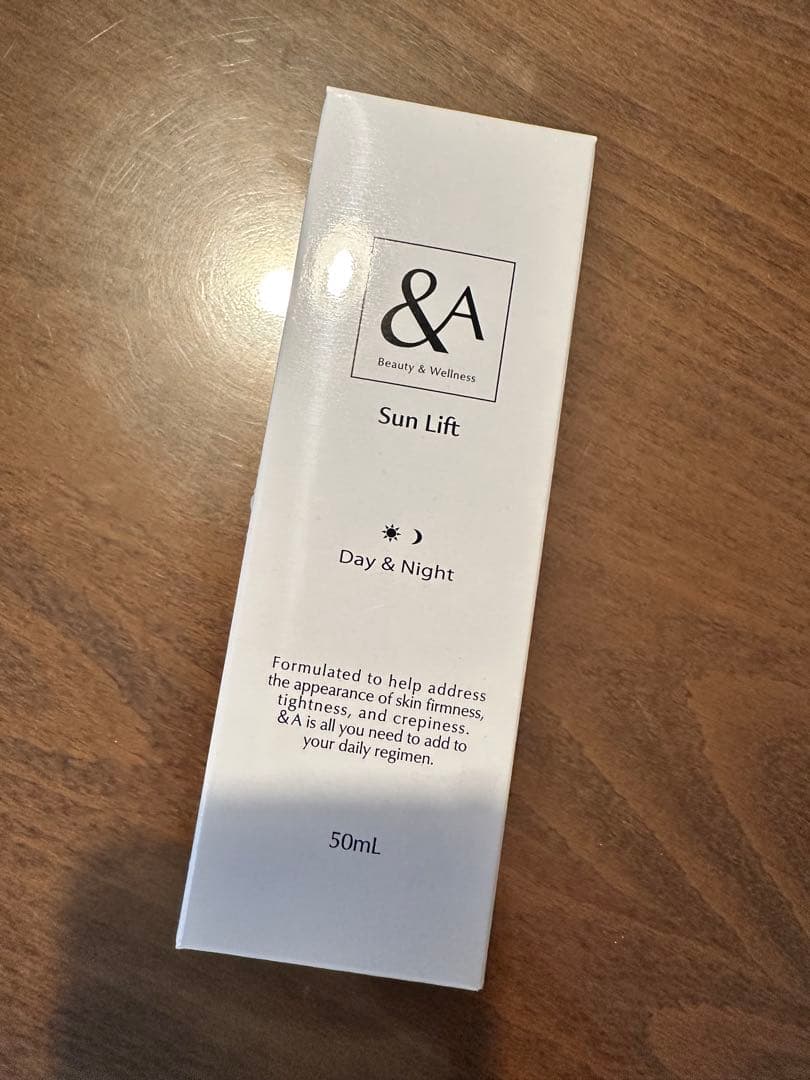 &A
Beauty & Wellness
Sun Lift
Day & Night
Formulated to help address
the appearance of skin firmness,
tightness, and crepiness.
&A is all you need to add to
your daily regimen.
50mL